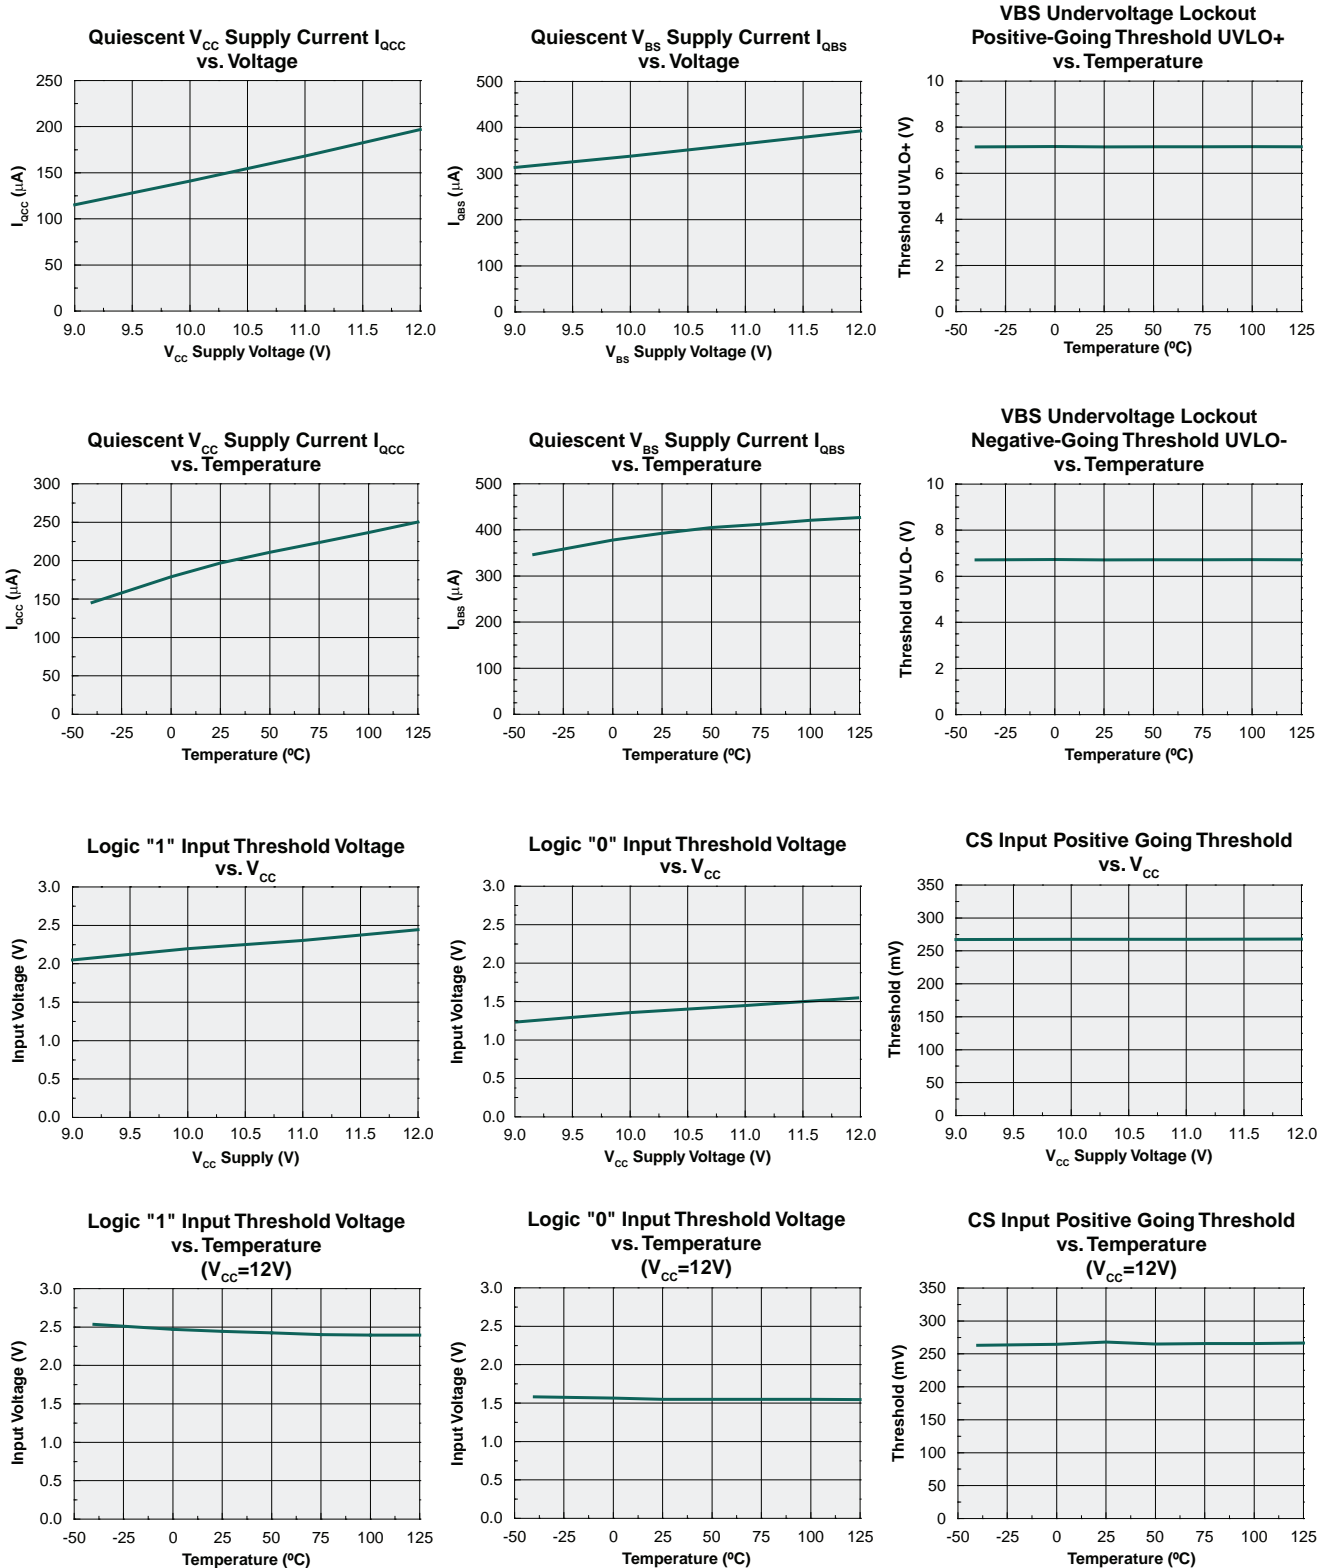 Quiescent VCC Supply Current IQCC
vs. Voltage
250
200
150
100
50
0
IQCC (µA)
9.0 9.5 10.0 10.5 11.0 11.5 12.0
VCC Supply Voltage (V)
Quiescent VBS Supply Current IQBS
vs. Voltage
500
400
300
200
100
0
IQBS (µA)
9.0 9.5 10.0 10.5 11.0 11.5 12.0
VBS Supply Voltage (V)
VBS Undervoltage Lockout
Positive-Going Threshold UVLO+
vs. Temperature
10
8
6
4
2
0
Threshold UVLO+ (V)
-50 -25 0 25 50 75 100 125
Temperature (ºC)
Quiescent VCC Supply Current IQCC
vs. Temperature
300
250
200
150
100
50
0
IQCC (µA)
-50 -25 0 25 50 75 100 125
Temperature (ºC)
Quiescent VBS Supply Current IQBS
vs. Temperature
500
400
300
200
100
0
IQBS (µA)
-50 -25 0 25 50 75 100 125
Temperature (ºC)
VBS Undervoltage Lockout
Negative-Going Threshold UVLO-
vs. Temperature
10
8
6
4
2
0
Threshold UVLO- (V)
-50 -25 0 25 50 75 100 125
Temperature (ºC)
Logic "1" Input Threshold Voltage
vs. VCC
3.0
2.5
2.0
1.5
1.0
0.5
0.0
Input Voltage (V)
9.0 9.5 10.0 10.5 11.0 11.5 12.0
VCC Supply (V)
Logic "0" Input Threshold Voltage
vs. VCC
3.0
2.5
2.0
1.5
1.0
0.5
0.0
Input Voltage (V)
9.0 9.5 10.0 10.5 11.0 11.5 12.0
VCC Supply Voltage (V)
CS Input Positive Going Threshold
vs. VCC
350
300
250
200
150
100
50
0
Threshold (mV)
9.0 9.5 10.0 10.5 11.0 11.5 12.0
VCC Supply Voltage (V)
Logic "1" Input Threshold Voltage
vs. Temperature
(VCC=12V)
3.0
2.5
2.0
1.5
1.0
0.5
0.0
Input Voltage (V)
-50 -25 0 25 50 75 100 125
Temperature (ºC)
Logic "0" Input Threshold Voltage
vs. Temperature
(VCC=12V)
3.0
2.5
2.0
1.5
1.0
0.5
0.0
Input Voltage (V)
-50 -25 0 25 50 75 100 125
Temperature (ºC)
CS Input Positive Going Threshold
vs. Temperature
(VCC=12V)
350
300
250
200
150
100
50
0
Threshold (mV)
-50 -25 0 25 50 75 100 125
Temperature (ºC)